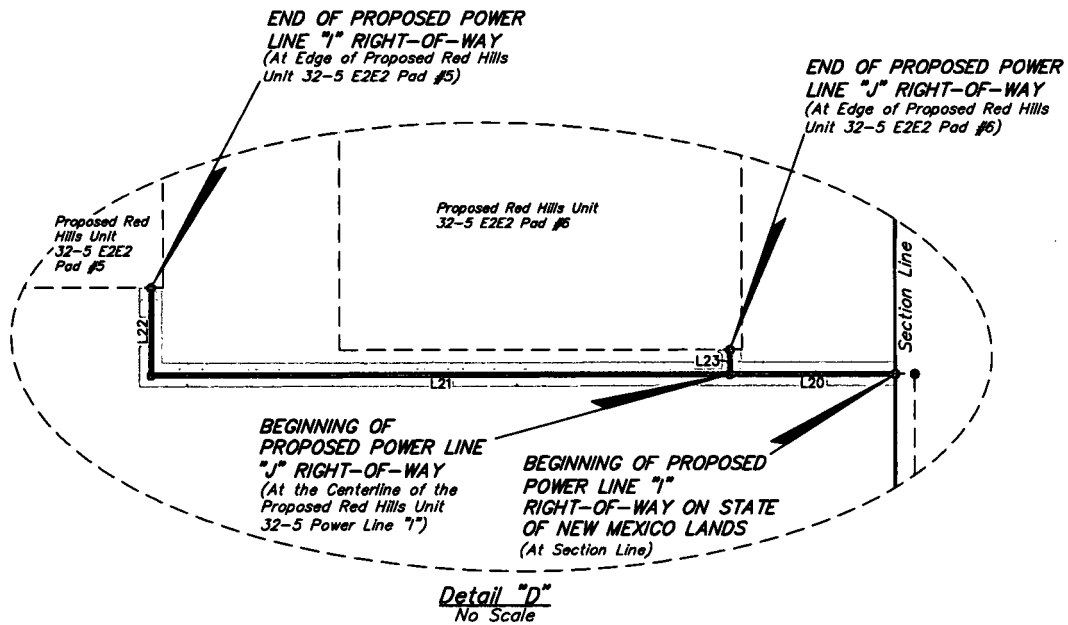 END OF PROPOSED POWER
LINE "I" RIGHT-OF-WAY
(At Edge of Proposed Red Hills
Unit 32-5 E2E2 Pad #5)
END OF PROPOSED POWER
LINE "J" RIGHT-OF-WAY
(At Edge of Proposed Red Hills
Unit 32-5 E2E2 Pad #6)
Proposed Red
Hills Unit
32-5 E2E2
Pad #5
Proposed Red Hills Unit
32-5 E2E2 Pad #6
Section Line
L22
L23
L21
L20
BEGINNING OF
PROPOSED POWER LINE
"J" RIGHT-OF-WAY
(At the Centerline of the
Proposed Red Hills Unit
32-5 Power Line "I")
BEGINNING OF PROPOSED
POWER LINE "I"
RIGHT-OF-WAY ON STATE
OF NEW MEXICO LANDS
(At Section Line)
Detail "D"
No Scale